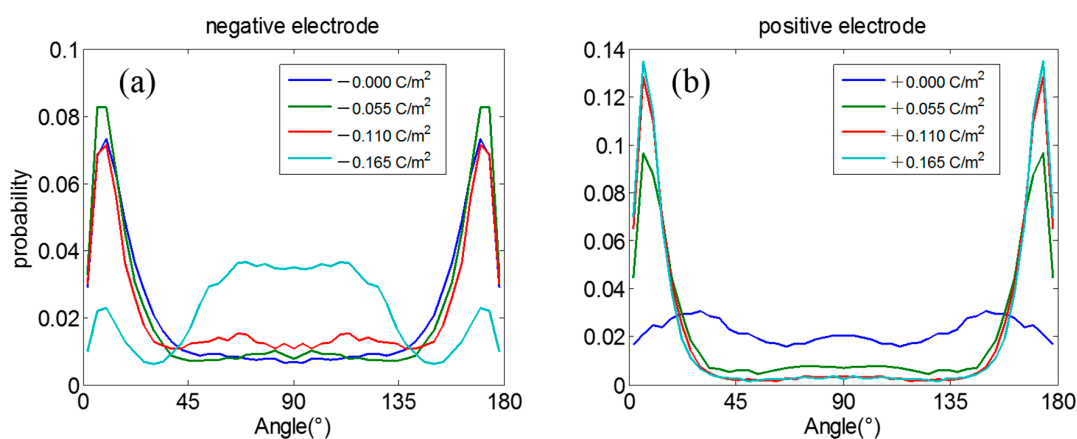 negative electrode
(a)
−0.000 C/m²
−0.055 C/m²
−0.110 C/m²
−0.165 C/m²
0.1
0.08
0.06
0.04
0.02
0
probability
0 45 90 135 180
Angle(°)
positive electrode
(b)
+0.000 C/m²
+0.055 C/m²
+0.110 C/m²
+0.165 C/m²
0.14
0.12
0.10
0.08
0.06
0.04
0.02
0
0 45 90 135 180
Angle(°)